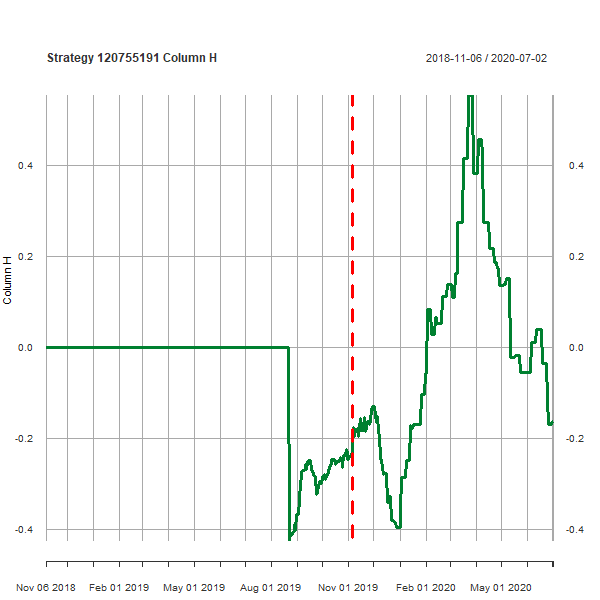 Strategy 120755191 Column H
2018-11-06 / 2020-07-02
0.4 0.4
0.2 0.2
Column H
0.0 0.0
-0.2 -0.2
-0.4 -0.4
Nov 06 2018 Feb 01 2019 May 01 2019 Aug 01 2019 Nov 01 2019 Feb 01 2020 May 01 2020